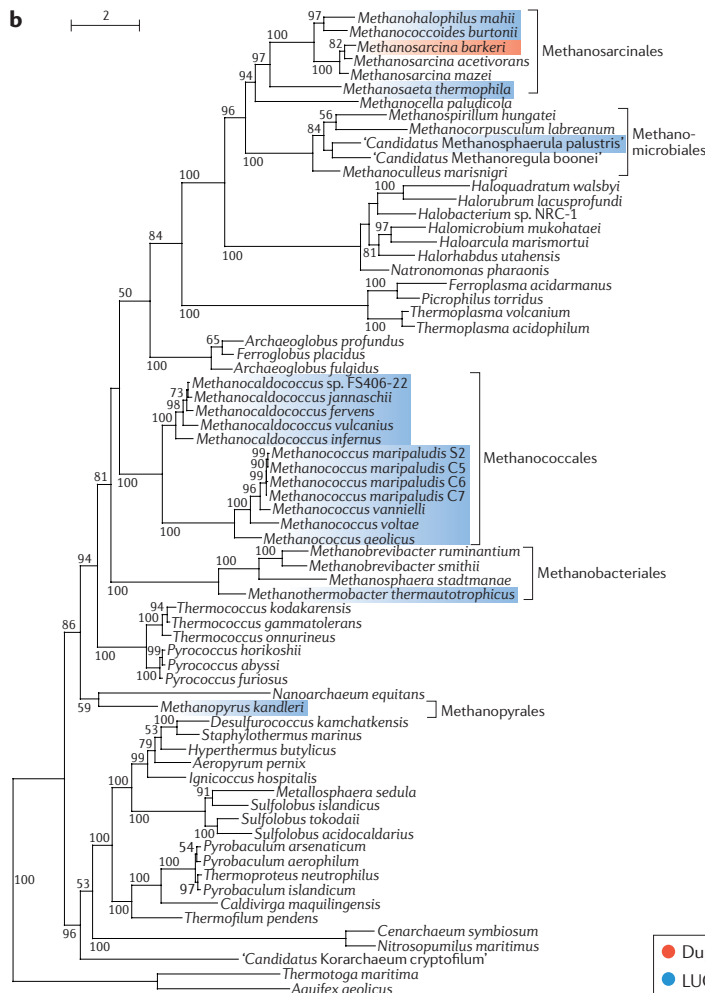 b
2
97
Methanohalophilus mahii
Methanococcoides burtonii
100
82
Methanosarcina barkeri
Methanosarcinales
97
Methanosarcina acetivorans
100
Methanosarcina mazei
94
Methanosaeta thermophila
Methanocella paludicola
96
56
Methanospirillum hungatei
84
Methanocorpusculum labreanum
Methano-
microbiales
'Candidatus Methanosphaerula palustris'
100
'Candidatus Methanoregula boonei'
Methanoculleus marisnigri
100
100
Haloquadratum walsbyi
Halorubrum lacusprofundi
Halobacterium sp. NRC-1
97
Halomicrobium mukohataei
84
Haloarcula marismortui
100
81
Halorhabdus utahensis
Natronomonas pharaonis
100
Ferroplasma acidarmanus
50
Picrophilus torridus
100
Thermoplasma volcanium
100
Thermoplasma acidophilum
65
Archaeoglobus profundus
Ferroglobus placidus
100
Archaeoglobus fulgidus
Methanocaldococcus sp. FS406-22
73
Methanocaldococcus jannaschii
98
Methanocaldococcus fervens
100
Methanocaldococcus vulcanius
Methanocaldococcus infernus
99
Methanococcus maripaludis S2
Methanococcales
90
Methanococcus maripaludis C5
81
100
99
Methanococcus maripaludis C6
96
Methanococcus maripaludis C7
100
Methanococcus vannielli
100
Methanococcus voltae
Methanococcus aeolicus
100
Methanobrevibacter ruminantium
94
100
Methanobrevibacter smithii
Methanobacteriales
Methanosphaera stadtmanae
100
Methanothermobacter thermautotrophicus
94
Thermococcus kodakarensis
86
100
Thermococcus gammatolerans
Thermococcus onnurineus
100
99
Pyrococcus horikoshii
Pyrococcus abyssi
100
Pyrococcus furiosus
Nanoarchaeum equitans
59
Methanopyrus kandleri
Methanopyrales
100
Desulfurococcus kamchatkensis
53
Staphylothermus marinus
79
Hyperthermus butylicus
99
Aeropyrum pernix
100
Ignicoccus hospitalis
91
Metallosphaera sedula
Sulfolobus islandicus
100
Sulfolobus tokodaii
100
100
Sulfolobus acidocaldarius
54
Pyrobaculum arsenaticum
100
Pyrobaculum aerophilum
100
Thermoproteus neutrophilus
100
53
97
Pyrobaculum islandicum
Caldivirga maquilingensis
100
Thermofilum pendens
Cenarchaeum symbiosum
96
100
Nitrosopumilus maritimus
'Candidatus Korarchaeum cryptofilum'
Du
Thermotoga maritima
LUC
Aquifex aeolicus